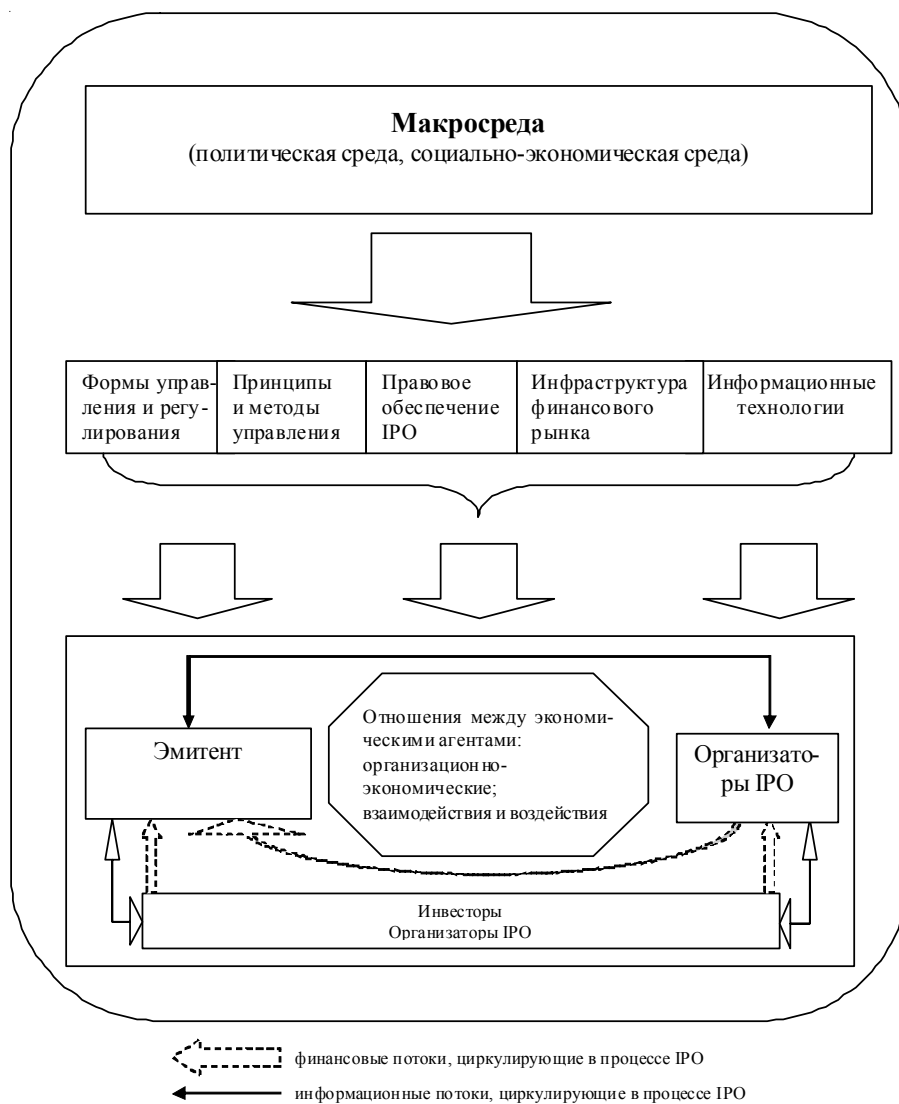 Макросреда
(политическая среда, социально-экономическая среда)
Формы управ-
ления и регу-
лирования
Принципы
и методы
управления
Правовое
обеспечение
IPO
Инфраструктура
финансового
рынка
Информационные
технологии
Эмитент
Отношения между экономи-
ческими агентами:
организационно-
экономические;
взаимодействия и воздействия
Организато-
ры IPO
Инвесторы
Организаторы IPO
финансовые потоки, циркулирующие в процессе IPO
информационные потоки, циркулирующие в процессе IPO